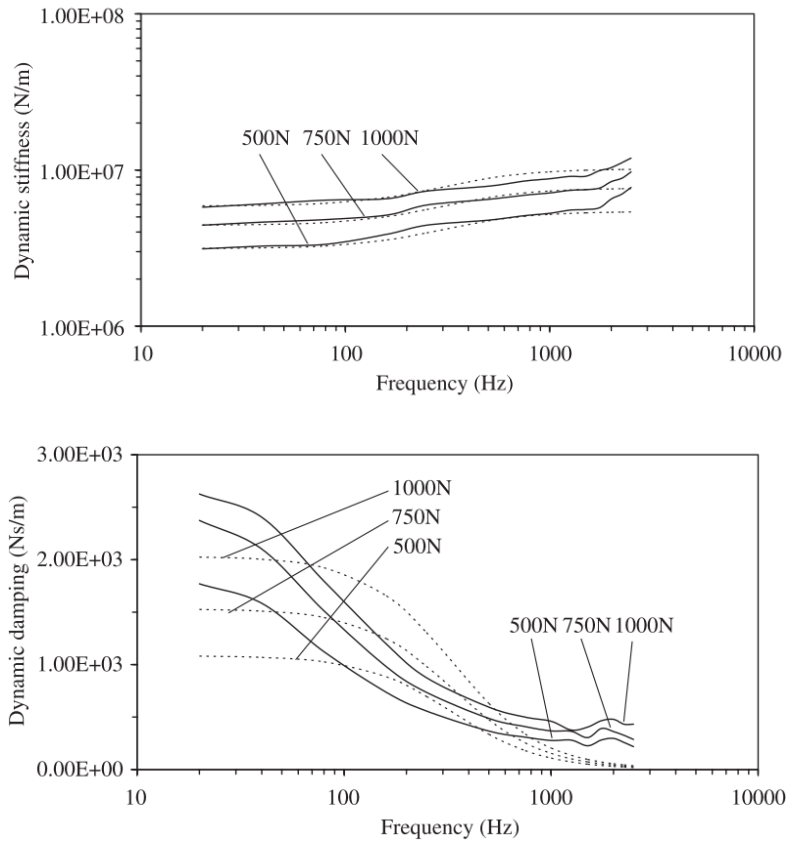 1.00E+08
Dynamic stiffness (N/m)
500N 750N 1000N
1.00E+07
1.00E+06
10 100 1000 10000
Frequency (Hz)
3.00E+03
Dynamic damping (Ns/m)
1000N
750N
2.00E+03
500N
500N 750N 1000N
1.00E+03
0.00E+00
10 100 1000 10000
Frequency (Hz)